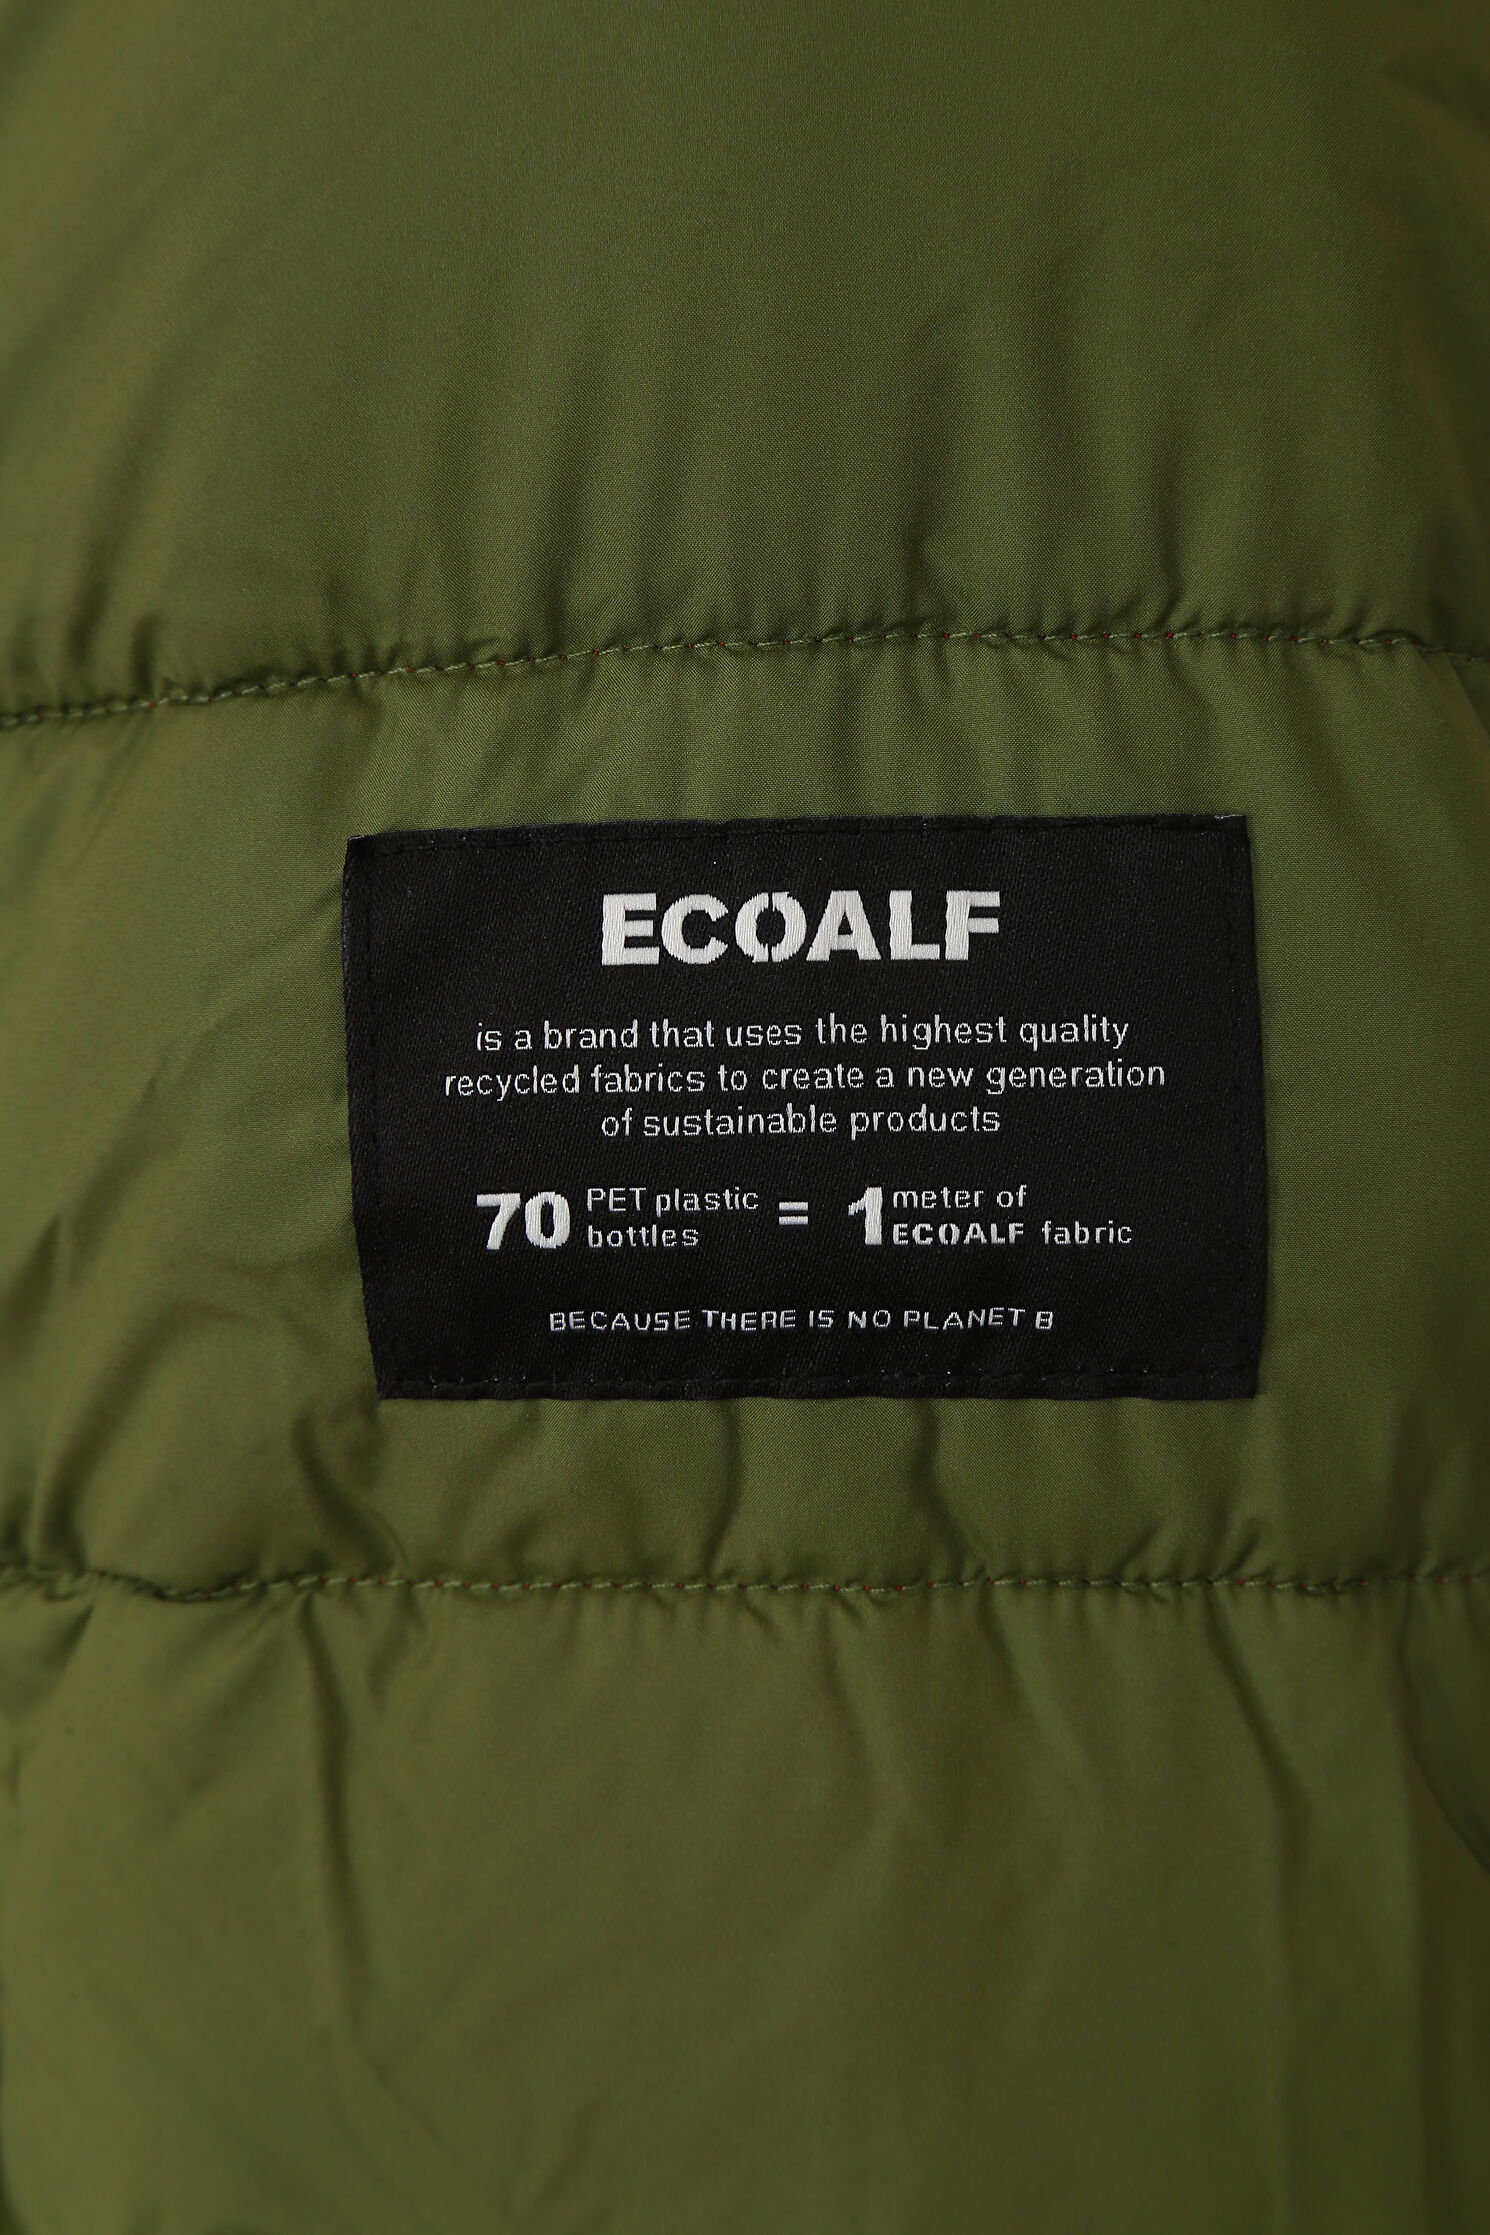 ECOALF
is a brand that uses the highest quality
recycled fabrics to create a new generation
of sustainable products
70 PET plastic bottles = 1 meter of ECOALF fabric
BECAUSE THERE IS NO PLANET B